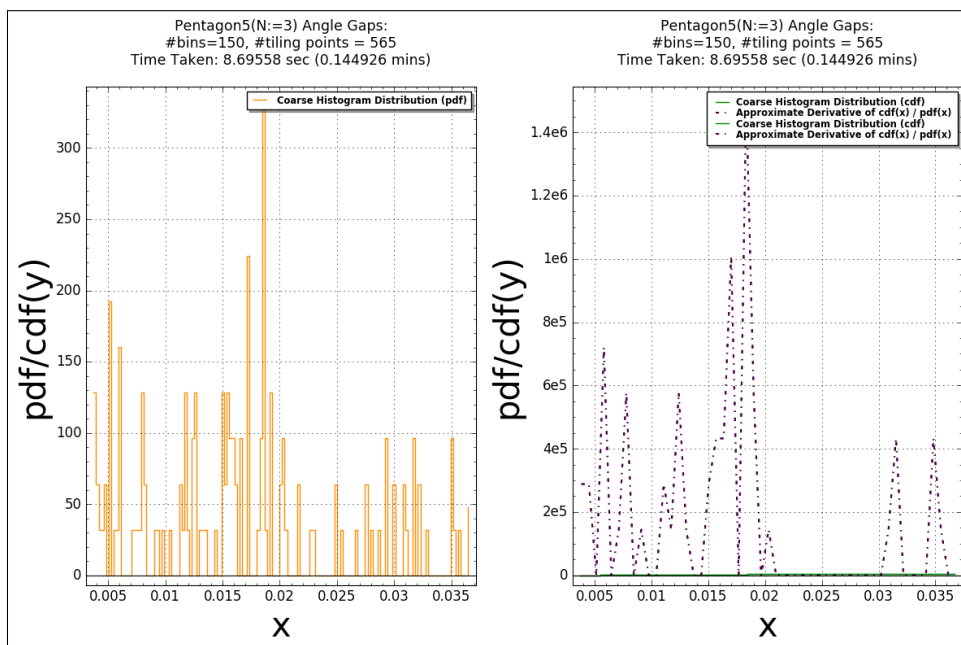 Pentagon5(N:=3) Angle Gaps:
#bins=150, #tiling points = 565
Time Taken: 8.69558 sec (0.144926 mins)
Coarse Histogram Distribution (pdf)
300
250
200
150
100
50
0
pdf/cdf(y)
0.005 0.01 0.015 0.02 0.025 0.03 0.035
x
Pentagon5(N:=3) Angle Gaps:
#bins=150, #tiling points = 565
Time Taken: 8.69558 sec (0.144926 mins)
Coarse Histogram Distribution (cdf)
Approximate Derivative of cdf(x) / pdf(x)
Coarse Histogram Distribution (cdf)
Approximate Derivative of cdf(x) / pdf(x)
1.4e6
1.2e6
1e6
8e5
6e5
4e5
2e5
0
pdf/cdf(y)
0.005 0.01 0.015 0.02 0.025 0.03 0.035
x